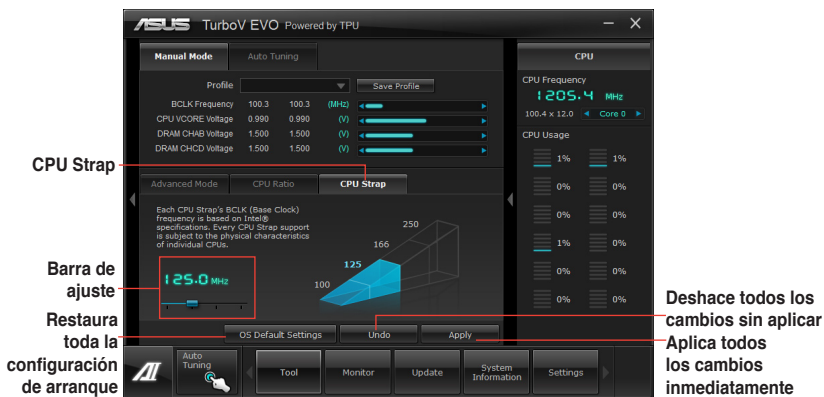 ASUS TurboV EVO Powered by TPU
Manual Mode Auto Tuning
Profile Save Profile
BCLK Frequency 100.3 100.3 (MHz)
CPU VCORE Voltage 0.990 0.990 (V)
DRAM CHAB Voltage 1.500 1.500 (V)
DRAM CHCD Voltage 1.500 1.500 (V)
CPU
CPU Frequency
1205.4 MHz
100.4 x 12.0 Core 0
CPU Usage
1% 1%
0% 0%
0% 0%
1% 0%
0% 0%
0% 0%
CPU Strap
Advanced Mode CPU Ratio CPU Strap
Each CPU Strap's BCLK (Base Clock)
frequency is based on Intel®
specifications. Every CPU Strap support
is subject to the physical characteristics
of individual CPUs.
250
166
125
100
Barra de
ajuste
125.0 MHz
Restaura
toda la
configuración
de arranque
OS Default Settings Undo Apply
Deshace todos los
cambios sin aplicar
Aplica todos
los cambios
inmediatamente
Auto
Tuning
Tool Monitor Update System
Information Settings